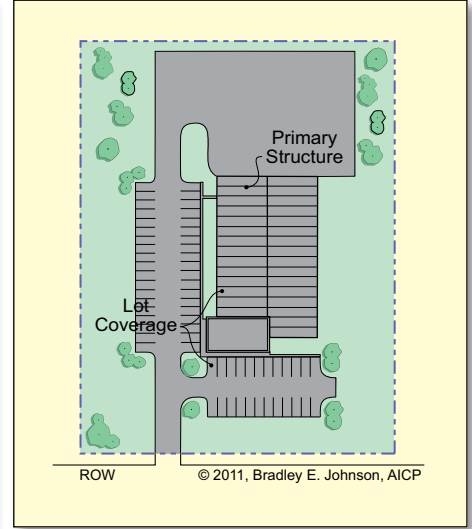 Primary
Structure
Lot
Coverage
ROW
© 2011, Bradley E. Johnson, AICP